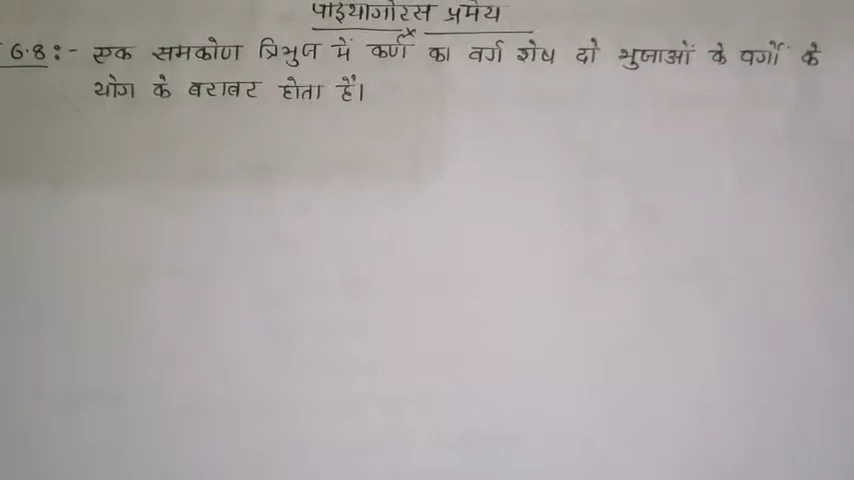 पाइथागोरस प्रमेय
6.8:- एक समकोण त्रिभुज में कर्ण का वर्ग शेष दो भुजाओं के वर्गों के
योग के बराबर होता हैं।